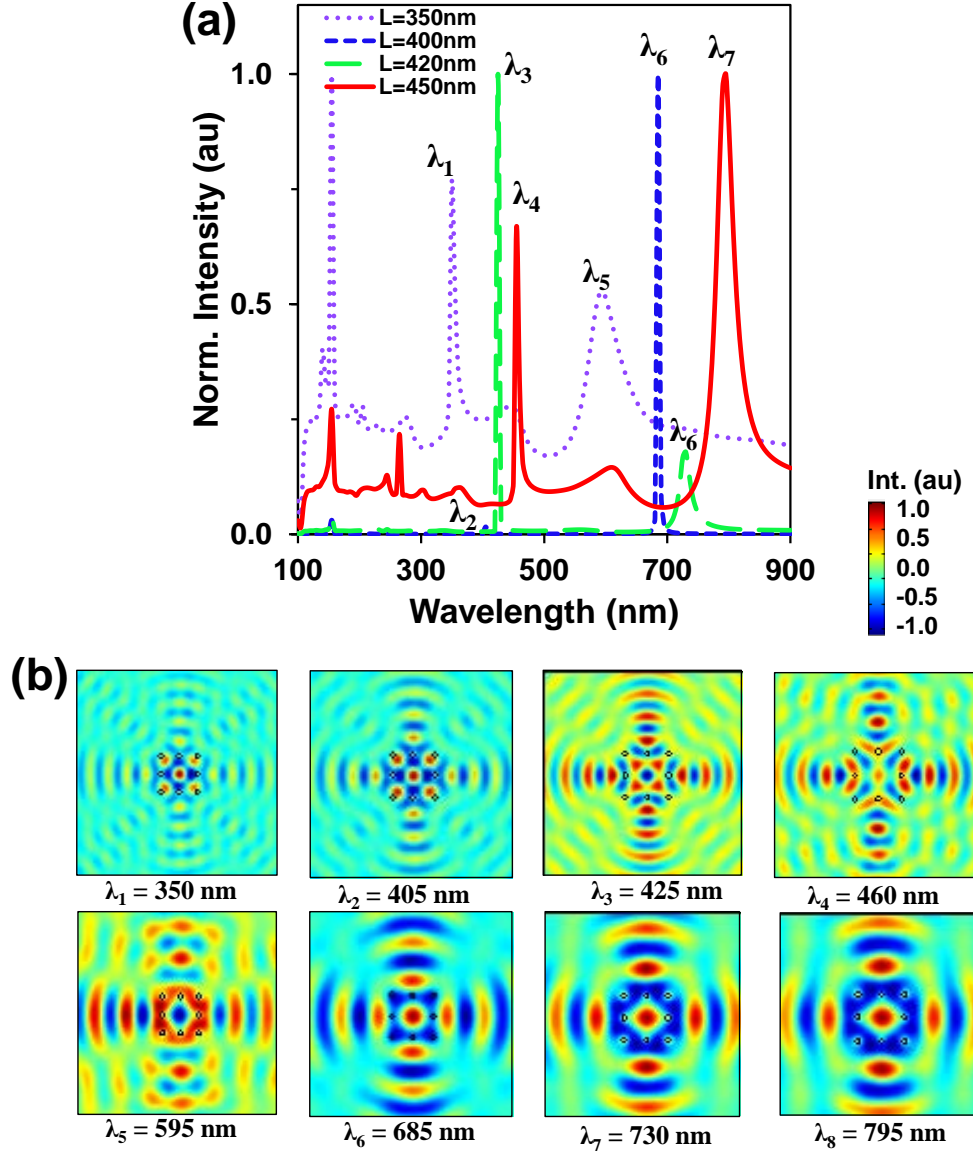 (a)
L=350nm
L=400nm
L=420nm
L=450nm
λ3
λ6
λ7
λ1
λ4
λ5
λ6
λ2
1.0
0.5
0.0
Norm. Intensity (au)
100 300 500 700 900
Wavelength (nm)
Int. (au)
1.0
0.5
0.0
-0.5
-1.0
(b)
λ1 = 350 nm
λ2 = 405 nm
λ3 = 425 nm
λ4 = 460 nm
λ5 = 595 nm
λ6 = 685 nm
λ7 = 730 nm
λ8 = 795 nm